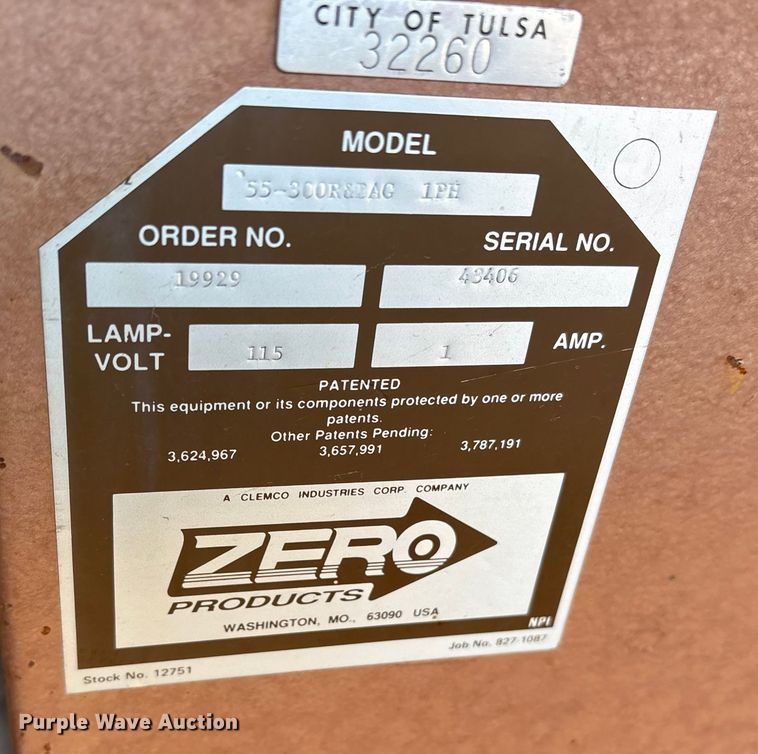 CITY OF TULSA
32260
MODEL
1PH
ORDER NO. SERIAL NO.
19929 48406
LAMP-VOLT 115 1 AMP.
PATENTED
This equipment or its components protected by one or more
patents.
Other Patents Pending:
3,624,967 3,657,991 3,787,191
A CLEMCO INDUSTRIES CORP. COMPANY
ZERO
PRODUCTS
WASHINGTON, MO., 63090 USA
NPI
Stock No. 12751 Job No. 827-1087
Purple Wave Auction